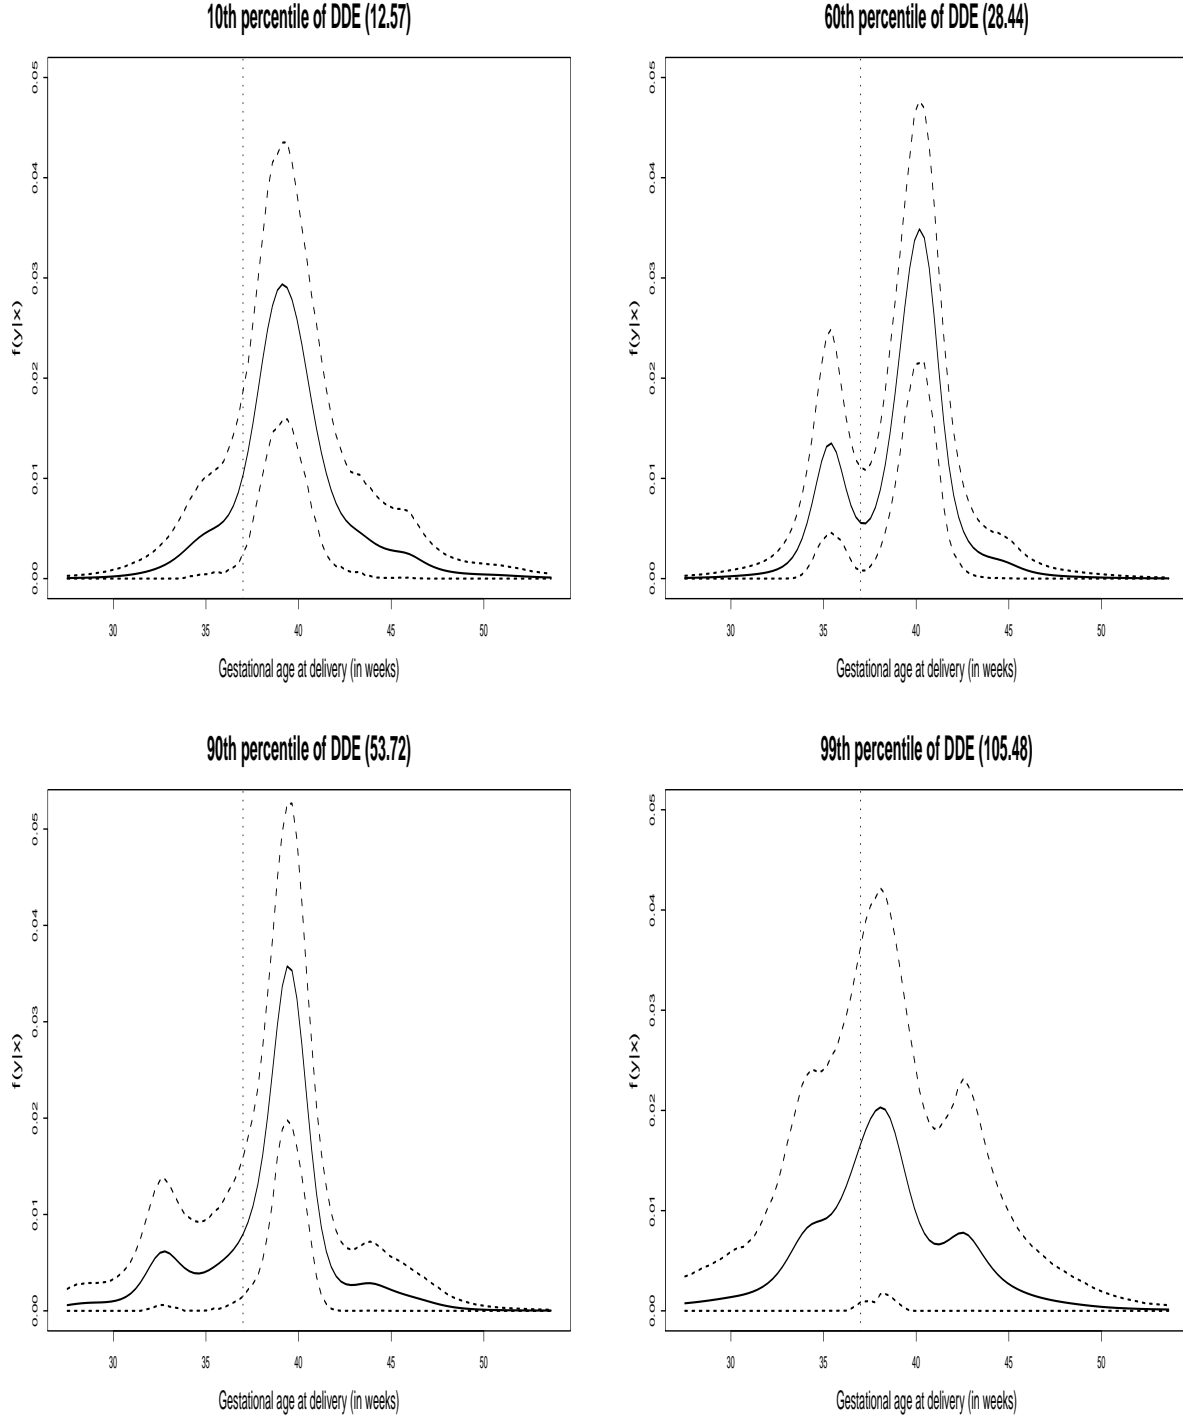 10th percentile of DDE (12.57)
f(y|x)
0.05
0.04
0.03
0.02
0.01
0.00
30 35 40 45 50
Gestational age at delivery (in weeks)
60th percentile of DDE (28.44)
f(y|x)
0.05
0.04
0.03
0.02
0.01
0.00
30 35 40 45 50
Gestational age at delivery (in weeks)
90th percentile of DDE (53.72)
f(y|x)
0.05
0.04
0.03
0.02
0.01
0.00
30 35 40 45 50
Gestational age at delivery (in weeks)
99th percentile of DDE (105.48)
f(y|x)
0.05
0.04
0.03
0.02
0.01
0.00
30 35 40 45 50
Gestational age at delivery (in weeks)